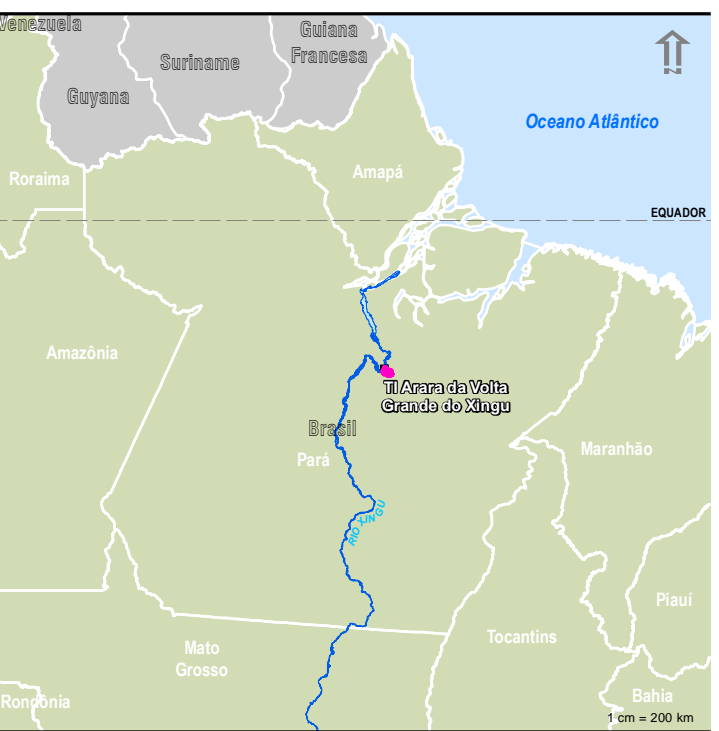 Venezuela
Guiana
Francesa
Suriname
Guyana
N
Oceano Atlântico
Roraima
Amapá
EQUADOR
Amazônia
TI Arara da Volta
Grande do Xingu
Brasil
Pará
Maranhão
RIO XINGU
Piauí
Tocantins
Mato
Grosso
Rondônia
Bahia
1 cm = 200 km